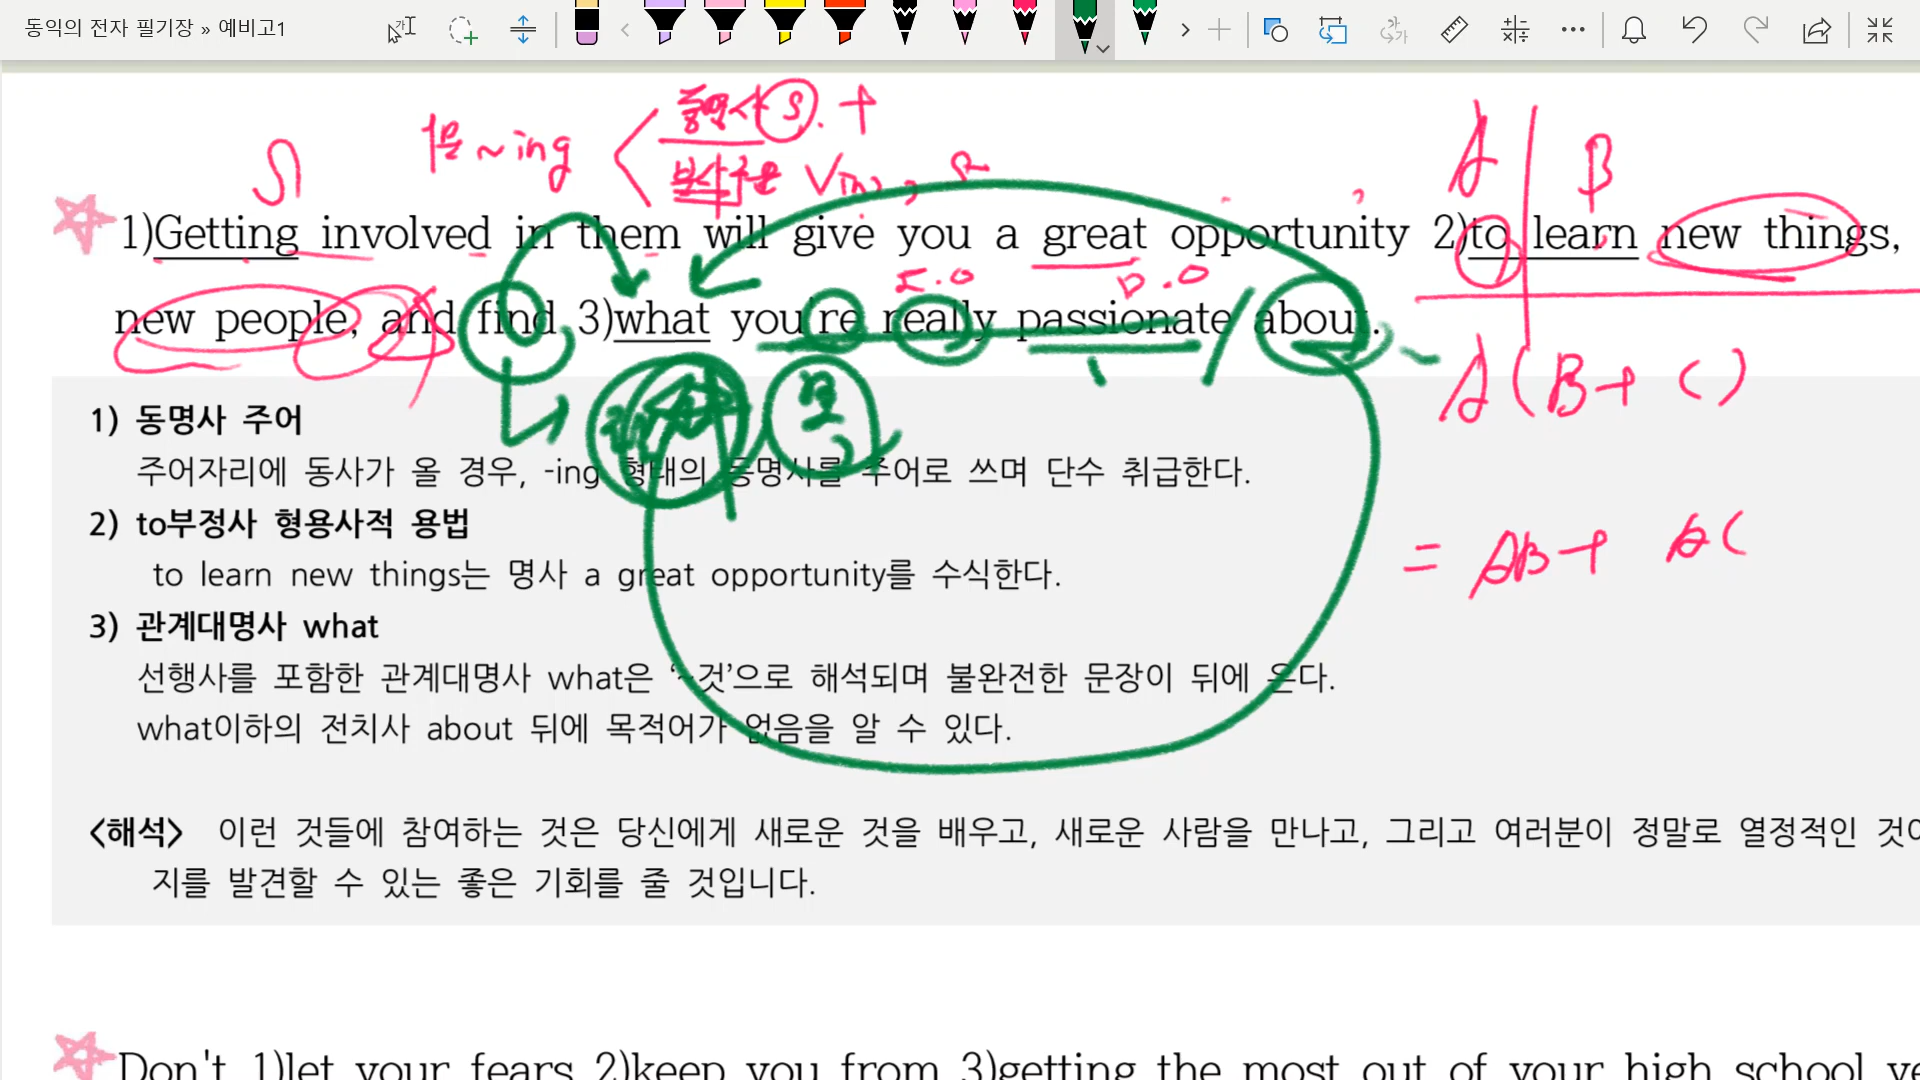 동익의 전자 필기장 » 예비고1
동명사 S. +
문 ~ing
S
V
A B
1)Getting involved in them will give you a great opportunity 2)to learn new things,
I.O D.O
new people, and find 3)what you're really passionate about.
A(B+C)
1) 동명사 주어
주어자리에 동사가 올 경우, -ing 형태의 동명사를 주어로 쓰며 단수 취급한다.
2) to부정사 형용사적 용법
= AB+ AC
to learn new things는 명사 a great opportunity를 수식한다.
3) 관계대명사 what
선행사를 포함한 관계대명사 what은 '~것'으로 해석되며 불완전한 문장이 뒤에 온다.
what이하의 전치사 about 뒤에 목적어가 없음을 알 수 있다.
<해석> 이런 것들에 참여하는 것은 당신에게 새로운 것을 배우고, 새로운 사람을 만나고, 그리고 여러분이 정말로 열정적인 것이
지를 발견할 수 있는 좋은 기회를 줄 것입니다.
Don't 1)let your fears 2)keep you from 3)getting the most out of your high school